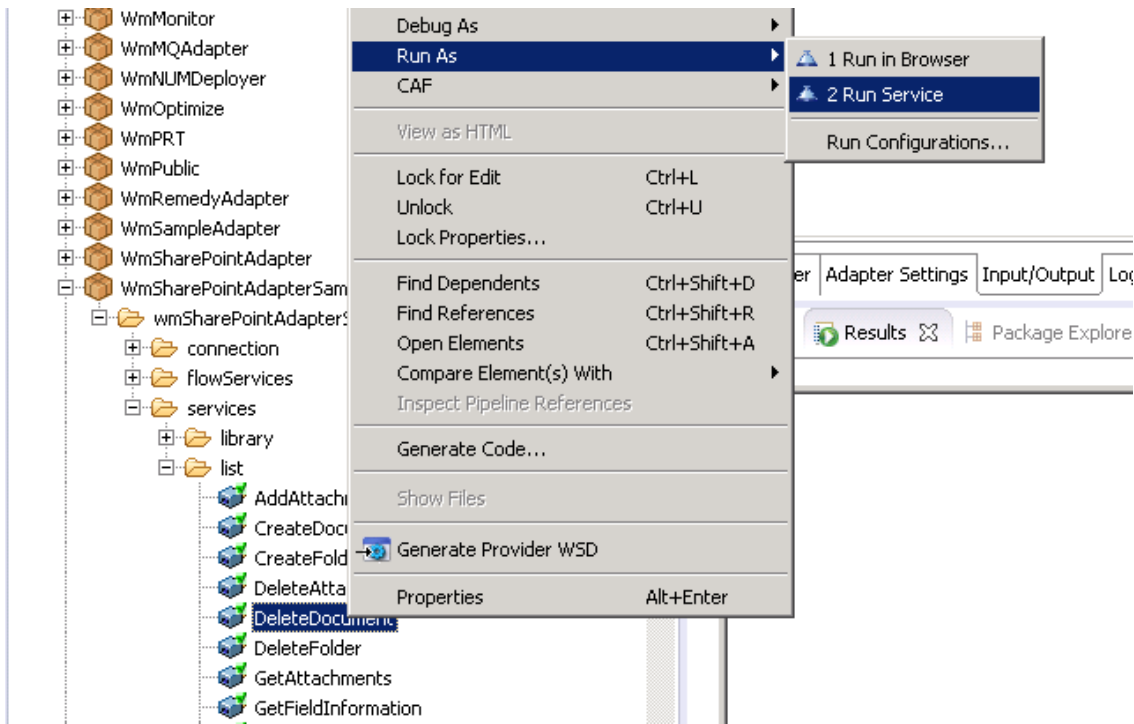 WmMonitor
WmMQAdapter
WmNUMDeployer
WmOptimize
WmPRT
WmPublic
WmRemedyAdapter
WmSampleAdapter
WmSharePointAdapter
WmSharePointAdapterSam
wmSharePointAdapterS
connection
flowServices
services
library
list
AddAttachm
CreateDocu
CreateFold
DeleteAtta
DeleteDocument
DeleteFolder
GetAttachments
GetFieldInformation
Debug As
Run As
CAF
View as HTML
Lock for Edit Ctrl+L
Unlock Ctrl+U
Lock Properties...
Find Dependents Ctrl+Shift+D
Find References Ctrl+Shift+R
Open Elements Ctrl+Shift+A
Compare Element(s) With
Inspect Pipeline References
Generate Code...
Show Files
Generate Provider WSD
Properties Alt+Enter
1 Run in Browser
2 Run Service
Run Configurations...
er Adapter Settings Input/Output Log
Results Package Explore